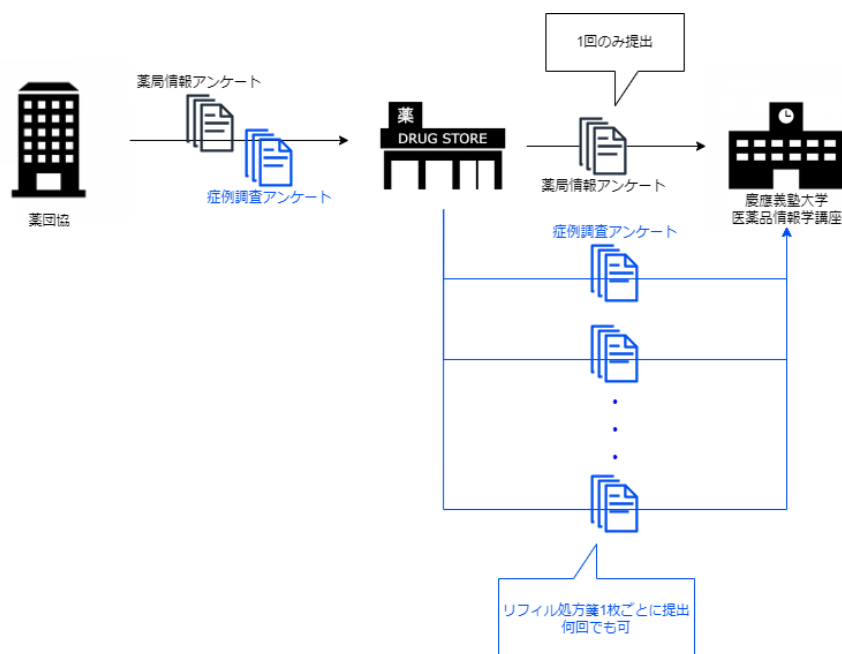 1回のみ提出
薬局情報アンケート
薬
DRUG STORE
症例調査アンケート
薬局情報アンケート
薬団協
慶應義塾大学
医薬品情報学講座
症例調査アンケート
リフィル処方箋1枚ごとに提出
何回でも可